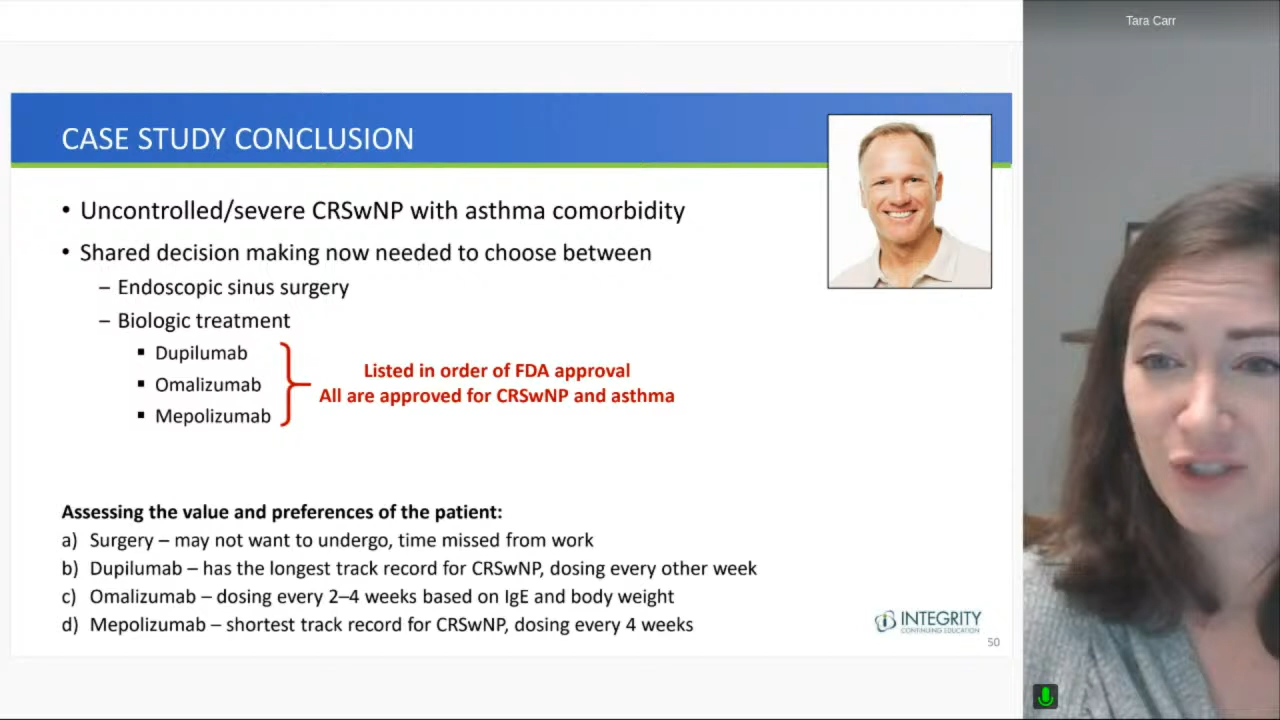 Tara Carr
CASE STUDY CONCLUSION
• Uncontrolled/severe CRSwNP with asthma comorbidity
• Shared decision making now needed to choose between
– Endoscopic sinus surgery
– Biologic treatment
▪ Dupilumab
▪ Omalizumab
▪ Mepolizumab
Listed in order of FDA approval
All are approved for CRSwNP and asthma
Assessing the value and preferences of the patient:
a) Surgery – may not want to undergo, time missed from work
b) Dupilumab – has the longest track record for CRSwNP, dosing every other week
c) Omalizumab – dosing every 2–4 weeks based on IgE and body weight
d) Mepolizumab – shortest track record for CRSwNP, dosing every 4 weeks
INTEGRITY
CONTINUING EDUCATION
50